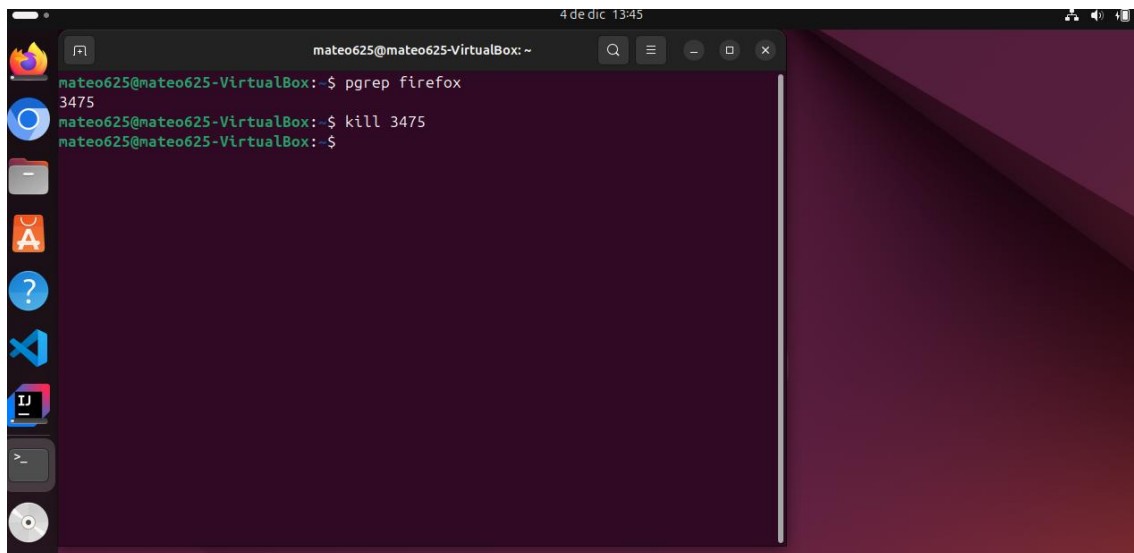 4 de dic 13:45
mateo625@mateo625-VirtualBox: ~
mateo625@mateo625-VirtualBox:~$ pgrep firefox
3475
mateo625@mateo625-VirtualBox:~$ kill 3475
mateo625@mateo625-VirtualBox:~$
A
?
IJ
>_